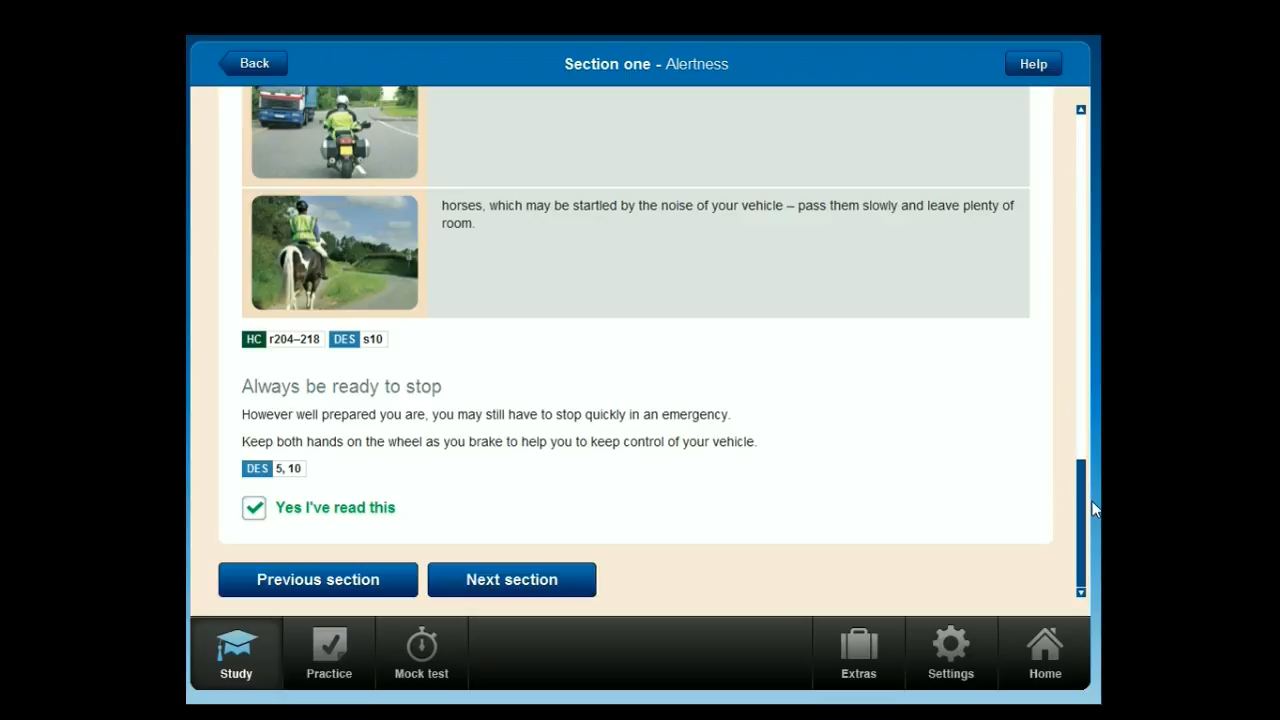 Back
Section one - Alertness
Help
horses, which may be startled by the noise of your vehicle – pass them slowly and leave plenty of
room.
HC r204–218 DES s10
Always be ready to stop
However well prepared you are, you may still have to stop quickly in an emergency.
Keep both hands on the wheel as you brake to help you to keep control of your vehicle.
DES 5, 10
Yes I've read this
Previous section
Next section
Study
Practice
Mock test
Extras
Settings
Home